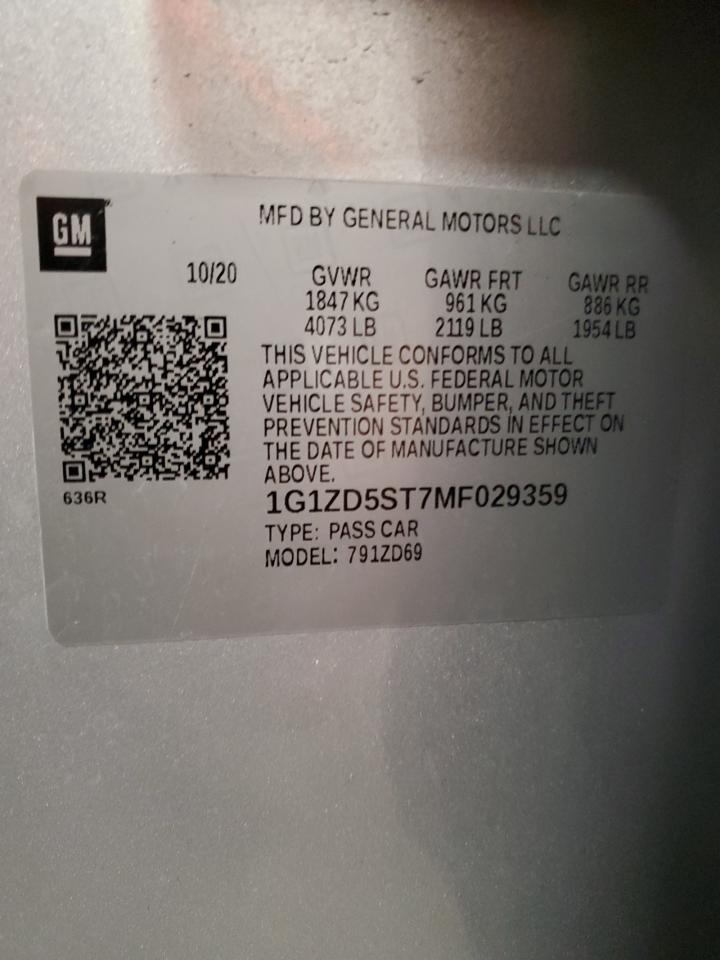 GM
MFD BY GENERAL MOTORS LLC
10/20 GVWR GAWR FRT GAWR RR
1847 KG 961 KG 886 KG
4073 LB 2119 LB 1954 LB
THIS VEHICLE CONFORMS TO ALL
APPLICABLE U.S. FEDERAL MOTOR
VEHICLE SAFETY, BUMPER, AND THEFT
PREVENTION STANDARDS IN EFFECT ON
THE DATE OF MANUFACTURE SHOWN
ABOVE.
636R
1G1ZD5ST7MF029359
TYPE: PASS CAR
MODEL: 791ZD69